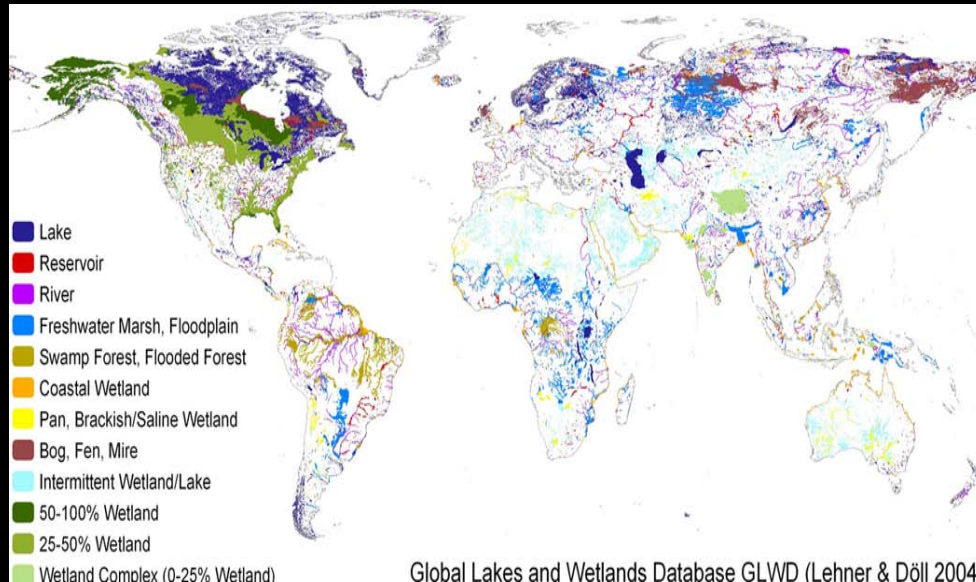 Lake
Reservoir
River
Freshwater Marsh, Floodplain
Swamp Forest, Flooded Forest
Coastal Wetland
Pan, Brackish/Saline Wetland
Bog, Fen, Mire
Intermittent Wetland/Lake
50-100% Wetland
25-50% Wetland
Wetland Complex (0-25% Wetland)
Global Lakes and Wetlands Database GLWD (Lehner & Döll 2004